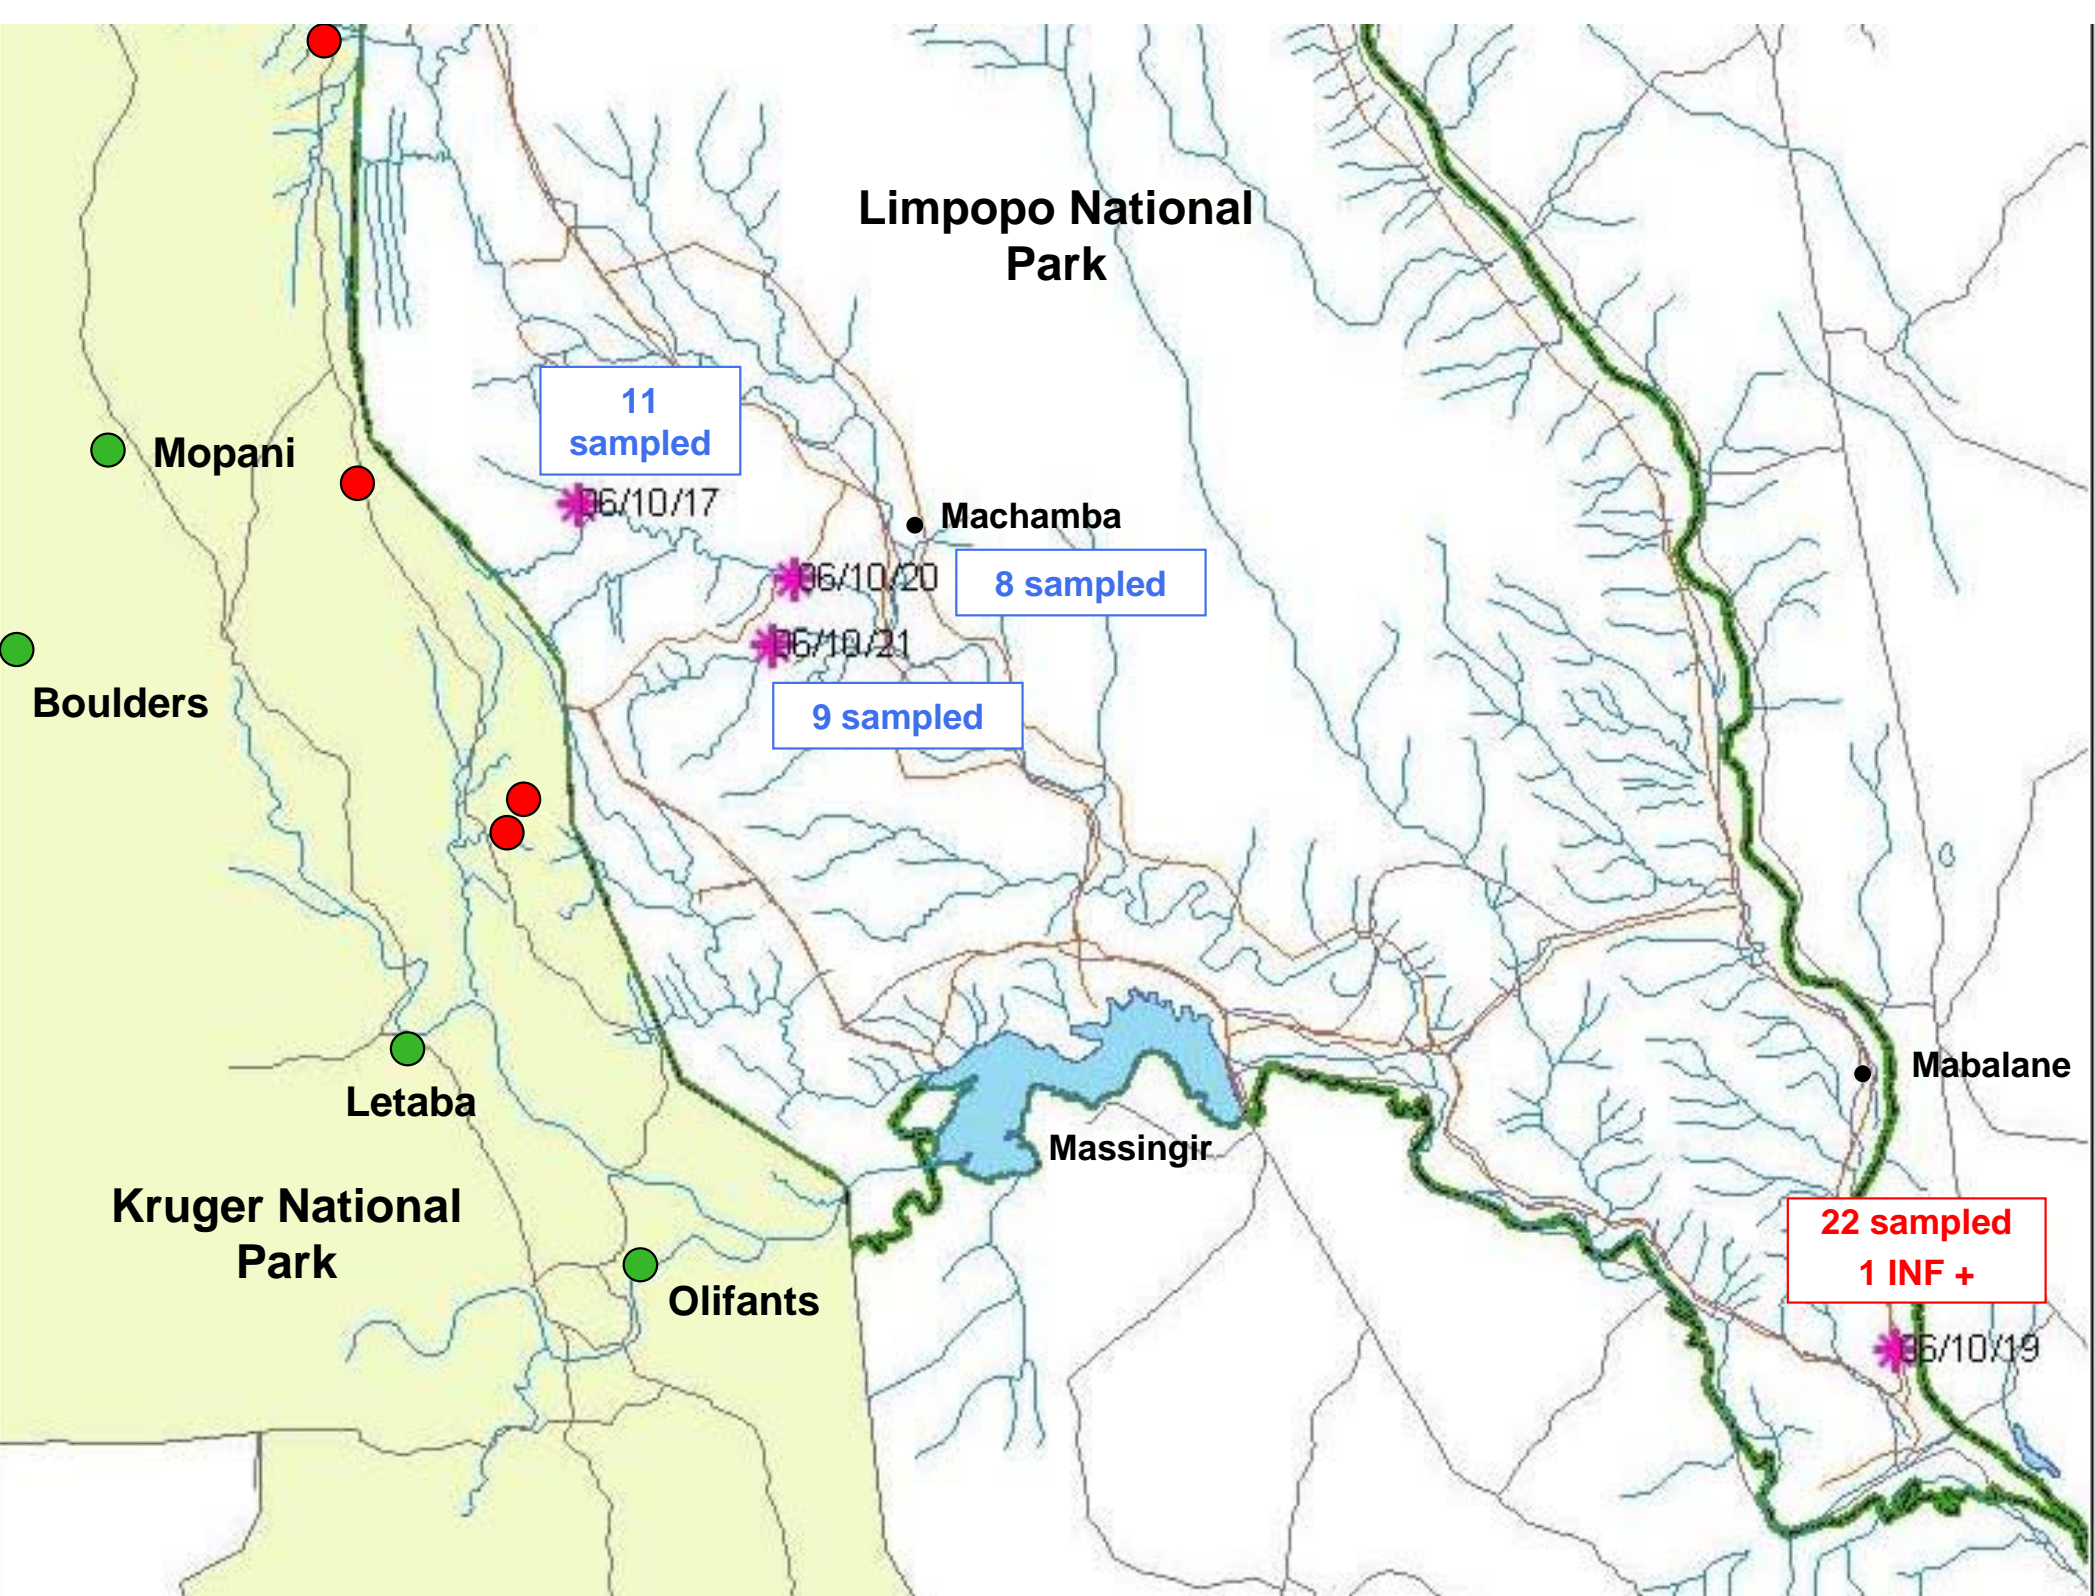 Limpopo National
Park
11
sampled
Mopani
06/10/17
Machamba
06/10/20
8 sampled
06/10/21
Boulders
9 sampled
Letaba
Mabalane
Massingir
Kruger National
Park
22 sampled
1 INF +
Olifants
06/10/19